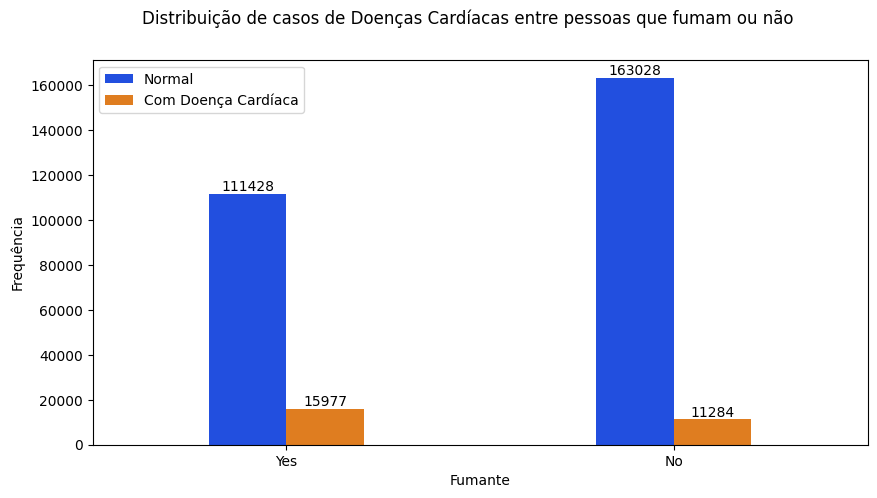 Distribuição de casos de Doenças Cardíacas entre pessoas que fumam ou não
Normal
Com Doença Cardíaca
163028
111428
15977
11284
Frequência
160000
140000
120000
100000
80000
60000
40000
20000
0
Yes
No
Fumante